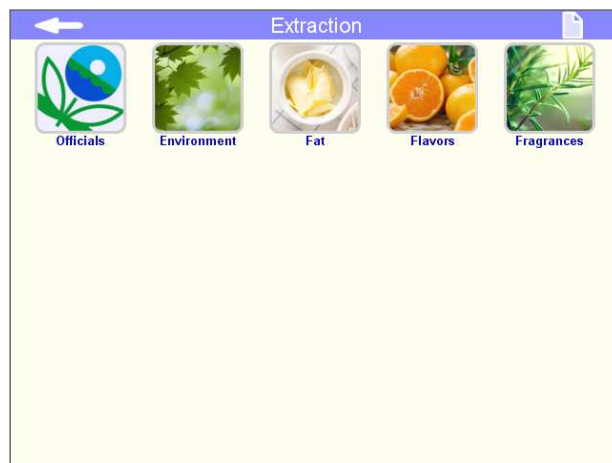 Extraction
Officials
Environment
Fat
Flavors
Fragrances